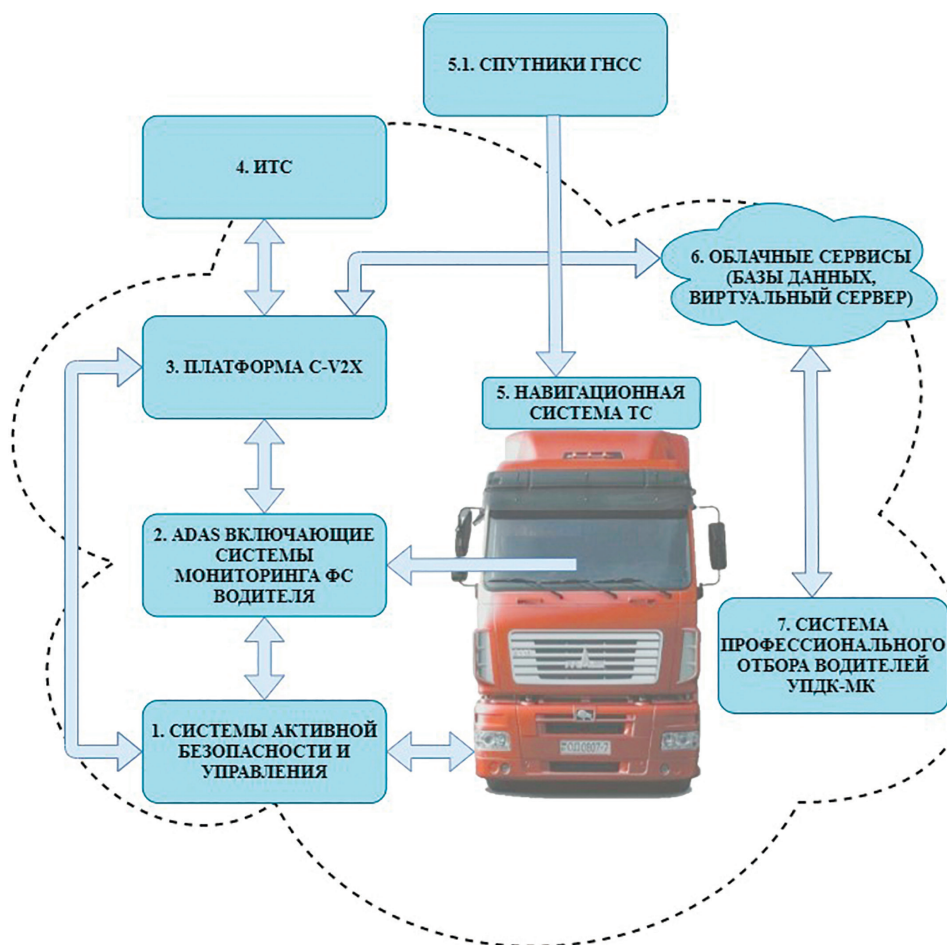 5.1. СПУТНИКИ ГНСС
4. ИТС
6. ОБЛАЧНЫЕ СЕРВИСЫ
(БАЗЫ ДАННЫХ,
ВИРТУАЛЬНЫЙ СЕРВЕР)
3. ПЛАТФОРМА C-V2X
5. НАВИГАЦИОННАЯ
СИСТЕМА ТС
2. ADAS ВКЛЮЧАЮЩИЕ
СИСТЕМЫ
МОНИТОРИНГА ФС
ВОДИТЕЛЯ
7. СИСТЕМА
ПРОФЕССИОНАЛЬНОГО
ОТБОРА ВОДИТЕЛЕЙ
УПДК-МК
1. СИСТЕМЫ АКТИВНОЙ
БЕЗОПАСНОСТИ И
УПРАВЛЕНИЯ
ОД0807-7